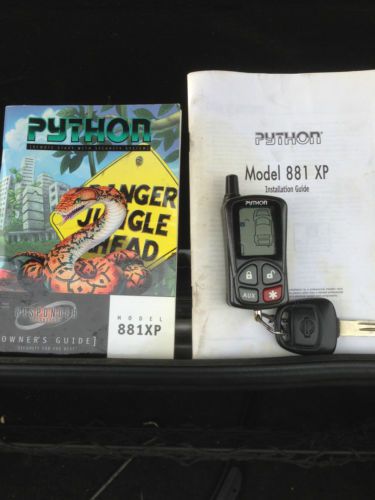 PYTHON
[REMOTE START WITH SECURITY SYSTEM]
DANGER
JUNGLE
AHEAD
RESPONDER
MODEL
881XP
OWNER'S GUIDE]
PYTHON
Model 881 XP
Installation Guide
PYTHON
AUX